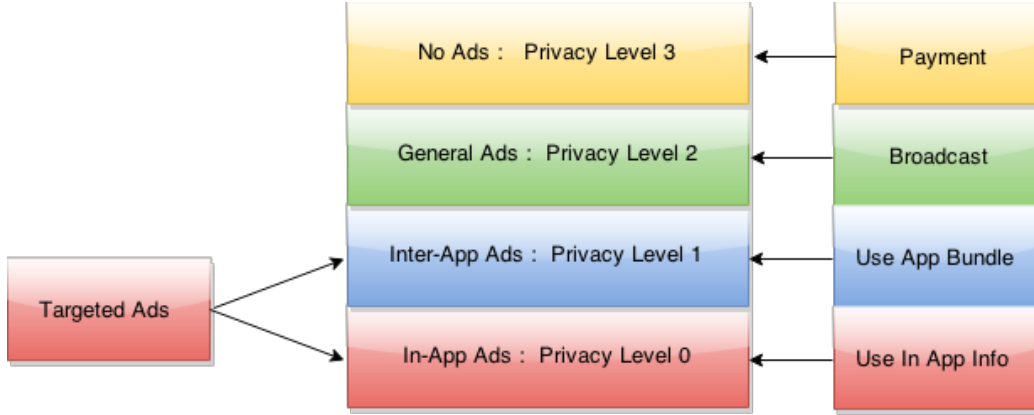 No Ads :   Privacy Level 3
Payment
General Ads :  Privacy Level 2
Broadcast
Inter-App Ads :  Privacy Level 1
Use App Bundle
Targeted Ads
In-App Ads :  Privacy Level 0
Use In App Info